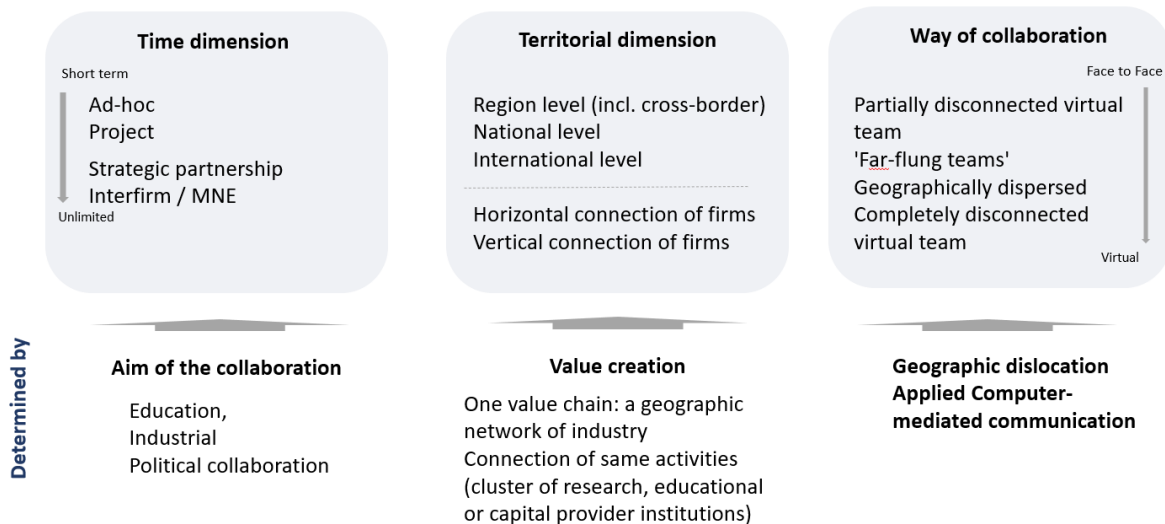 Time dimension
Short term
Ad-hoc
Project
Strategic partnership
Interfirm / MNE
Unlimited
Territorial dimension
Region level (incl. cross-border)
National level
International level
Horizontal connection of firms
Vertical connection of firms
Way of collaboration
Face to Face
Partially disconnected virtual
team
'Far-flung teams'
Geographically dispersed
Completely disconnected
virtual team
Virtual
Determined by
Aim of the collaboration
Education,
Industrial
Political collaboration
Value creation
One value chain: a geographic
network of industry
Connection of same activities
(cluster of research, educational
or capital provider institutions)
Geographic dislocation
Applied Computer-
mediated communication